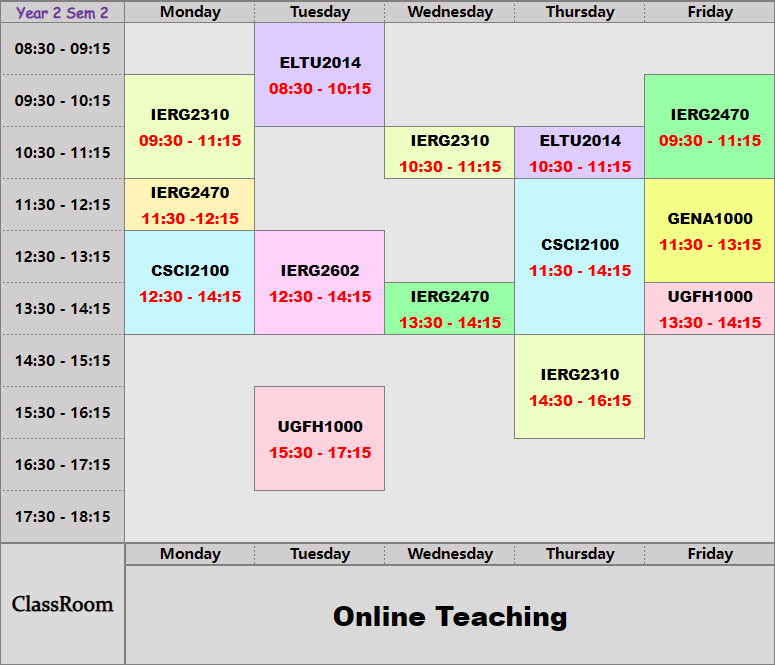 Year 2 Sem 2 Monday Tuesday Wednesday Thursday Friday
08:30 - 09:15
ELTU2014
08:30 - 10:15
09:30 - 10:15
IERG2310
09:30 - 11:15
IERG2470
09:30 - 11:15
10:30 - 11:15
IERG2310
10:30 - 11:15
ELTU2014
10:30 - 11:15
11:30 - 12:15
IERG2470
11:30 -12:15
CSCI2100
11:30 - 14:15
GENA1000
11:30 - 13:15
12:30 - 13:15
CSCI2100
12:30 - 14:15
IERG2602
12:30 - 14:15
13:30 - 14:15
IERG2470
13:30 - 14:15
UGFH1000
13:30 - 14:15
14:30 - 15:15
IERG2310
14:30 - 16:15
15:30 - 16:15
UGFH1000
15:30 - 17:15
16:30 - 17:15
17:30 - 18:15
Monday Tuesday Wednesday Thursday Friday
ClassRoom
Online Teaching